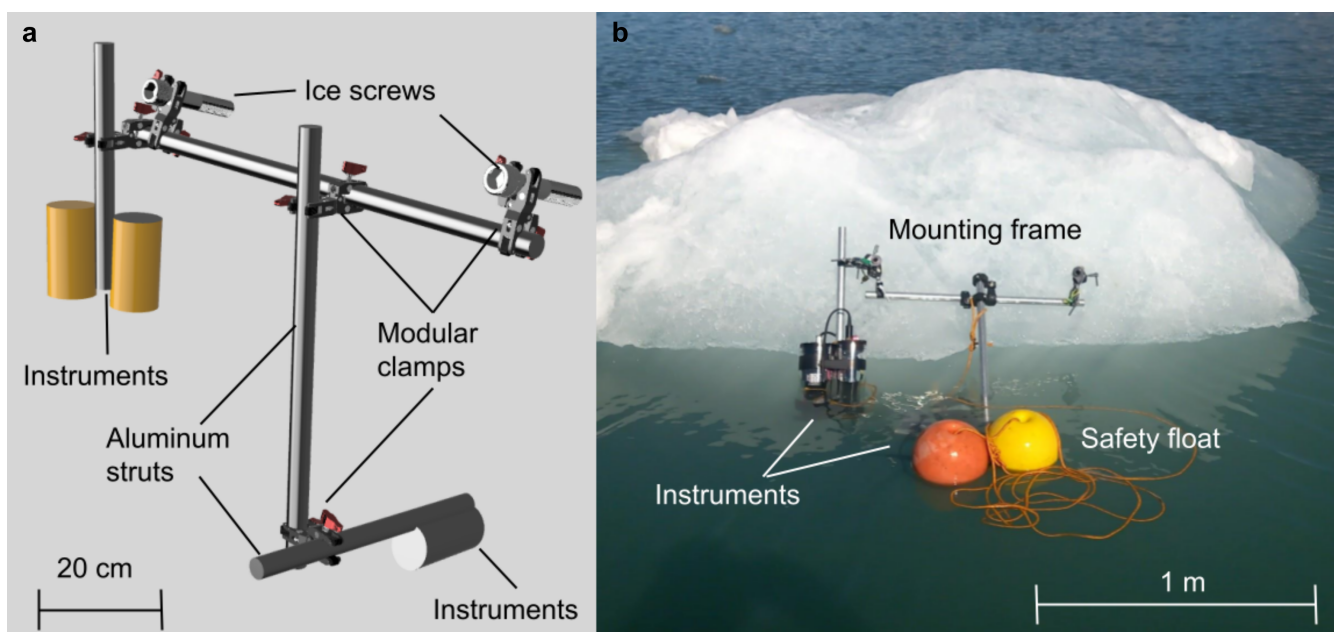 a
Ice screws
Instruments
Modular
clamps
Aluminum
struts
20 cm
Instruments
b
Mounting frame
Safety float
Instruments
1 m